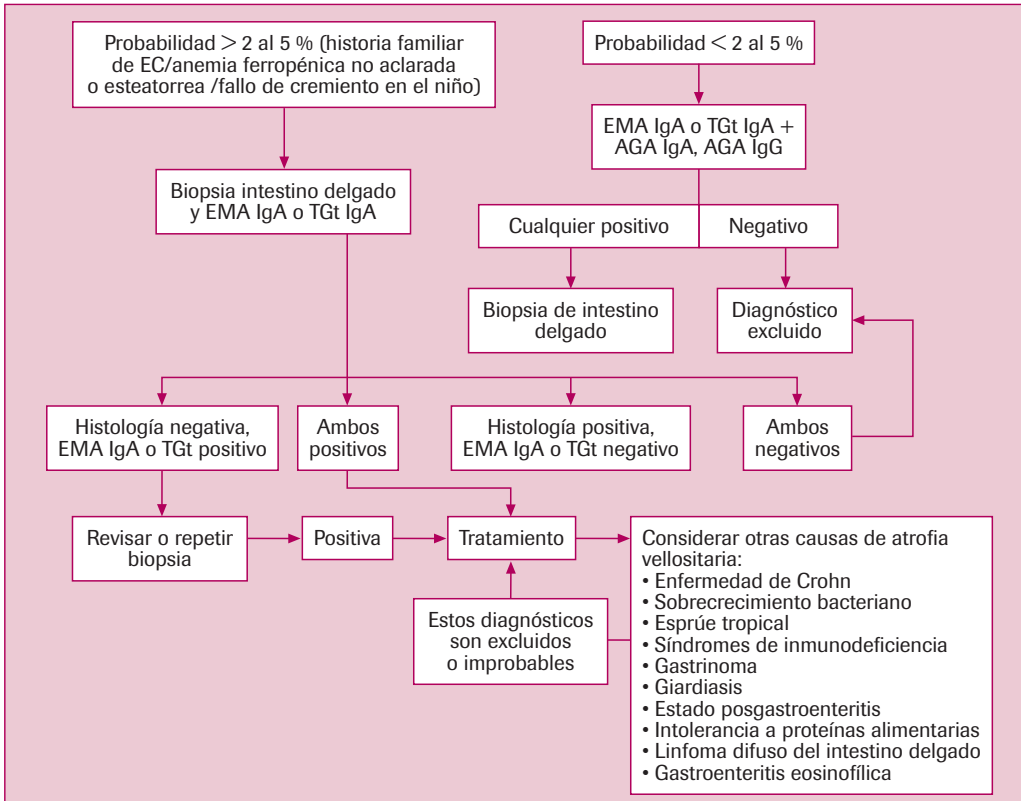 Probabilidad > 2 al 5 % (historia familiar
de EC/anemia ferropénica no aclarada
o esteatorrea /fallo de cremiento en el niño)
Probabilidad < 2 al 5 %
EMA IgA o TGt IgA +
AGA IgA, AGA IgG
Biopsia intestino delgado
y EMA IgA o TGt IgA
Cualquier positivo
Negativo
Biopsia de intestino
delgado
Diagnóstico
excluido
Histología negativa,
EMA IgA o TGt positivo
Ambos
positivos
Histología positiva,
EMA IgA o TGt negativo
Ambos
negativos
Revisar o repetir
biopsia
Positiva
Tratamiento
Estos diagnósticos
son excluidos
o improbables
Considerar otras causas de atrofia
vellositaria:
• Enfermedad de Crohn
• Sobrecrecimiento bacteriano
• Esprúe tropical
• Síndromes de inmunodeficiencia
• Gastrinoma
• Giardiasis
• Estado posgastroenteritis
• Intolerancia a proteínas alimentarias
• Linfoma difuso del intestino delgado
• Gastroenteritis eosinofílica